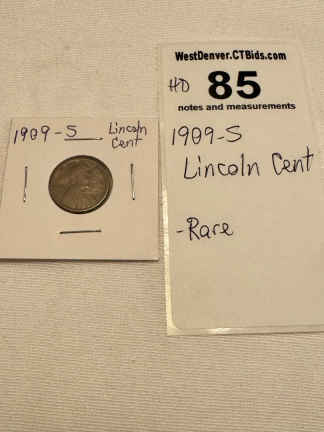 WestDenver.CTBids.com
HD 85
notes and measurements
1909-S
Lincoln Cent
-Rare
1909-S Lincoln
Cent